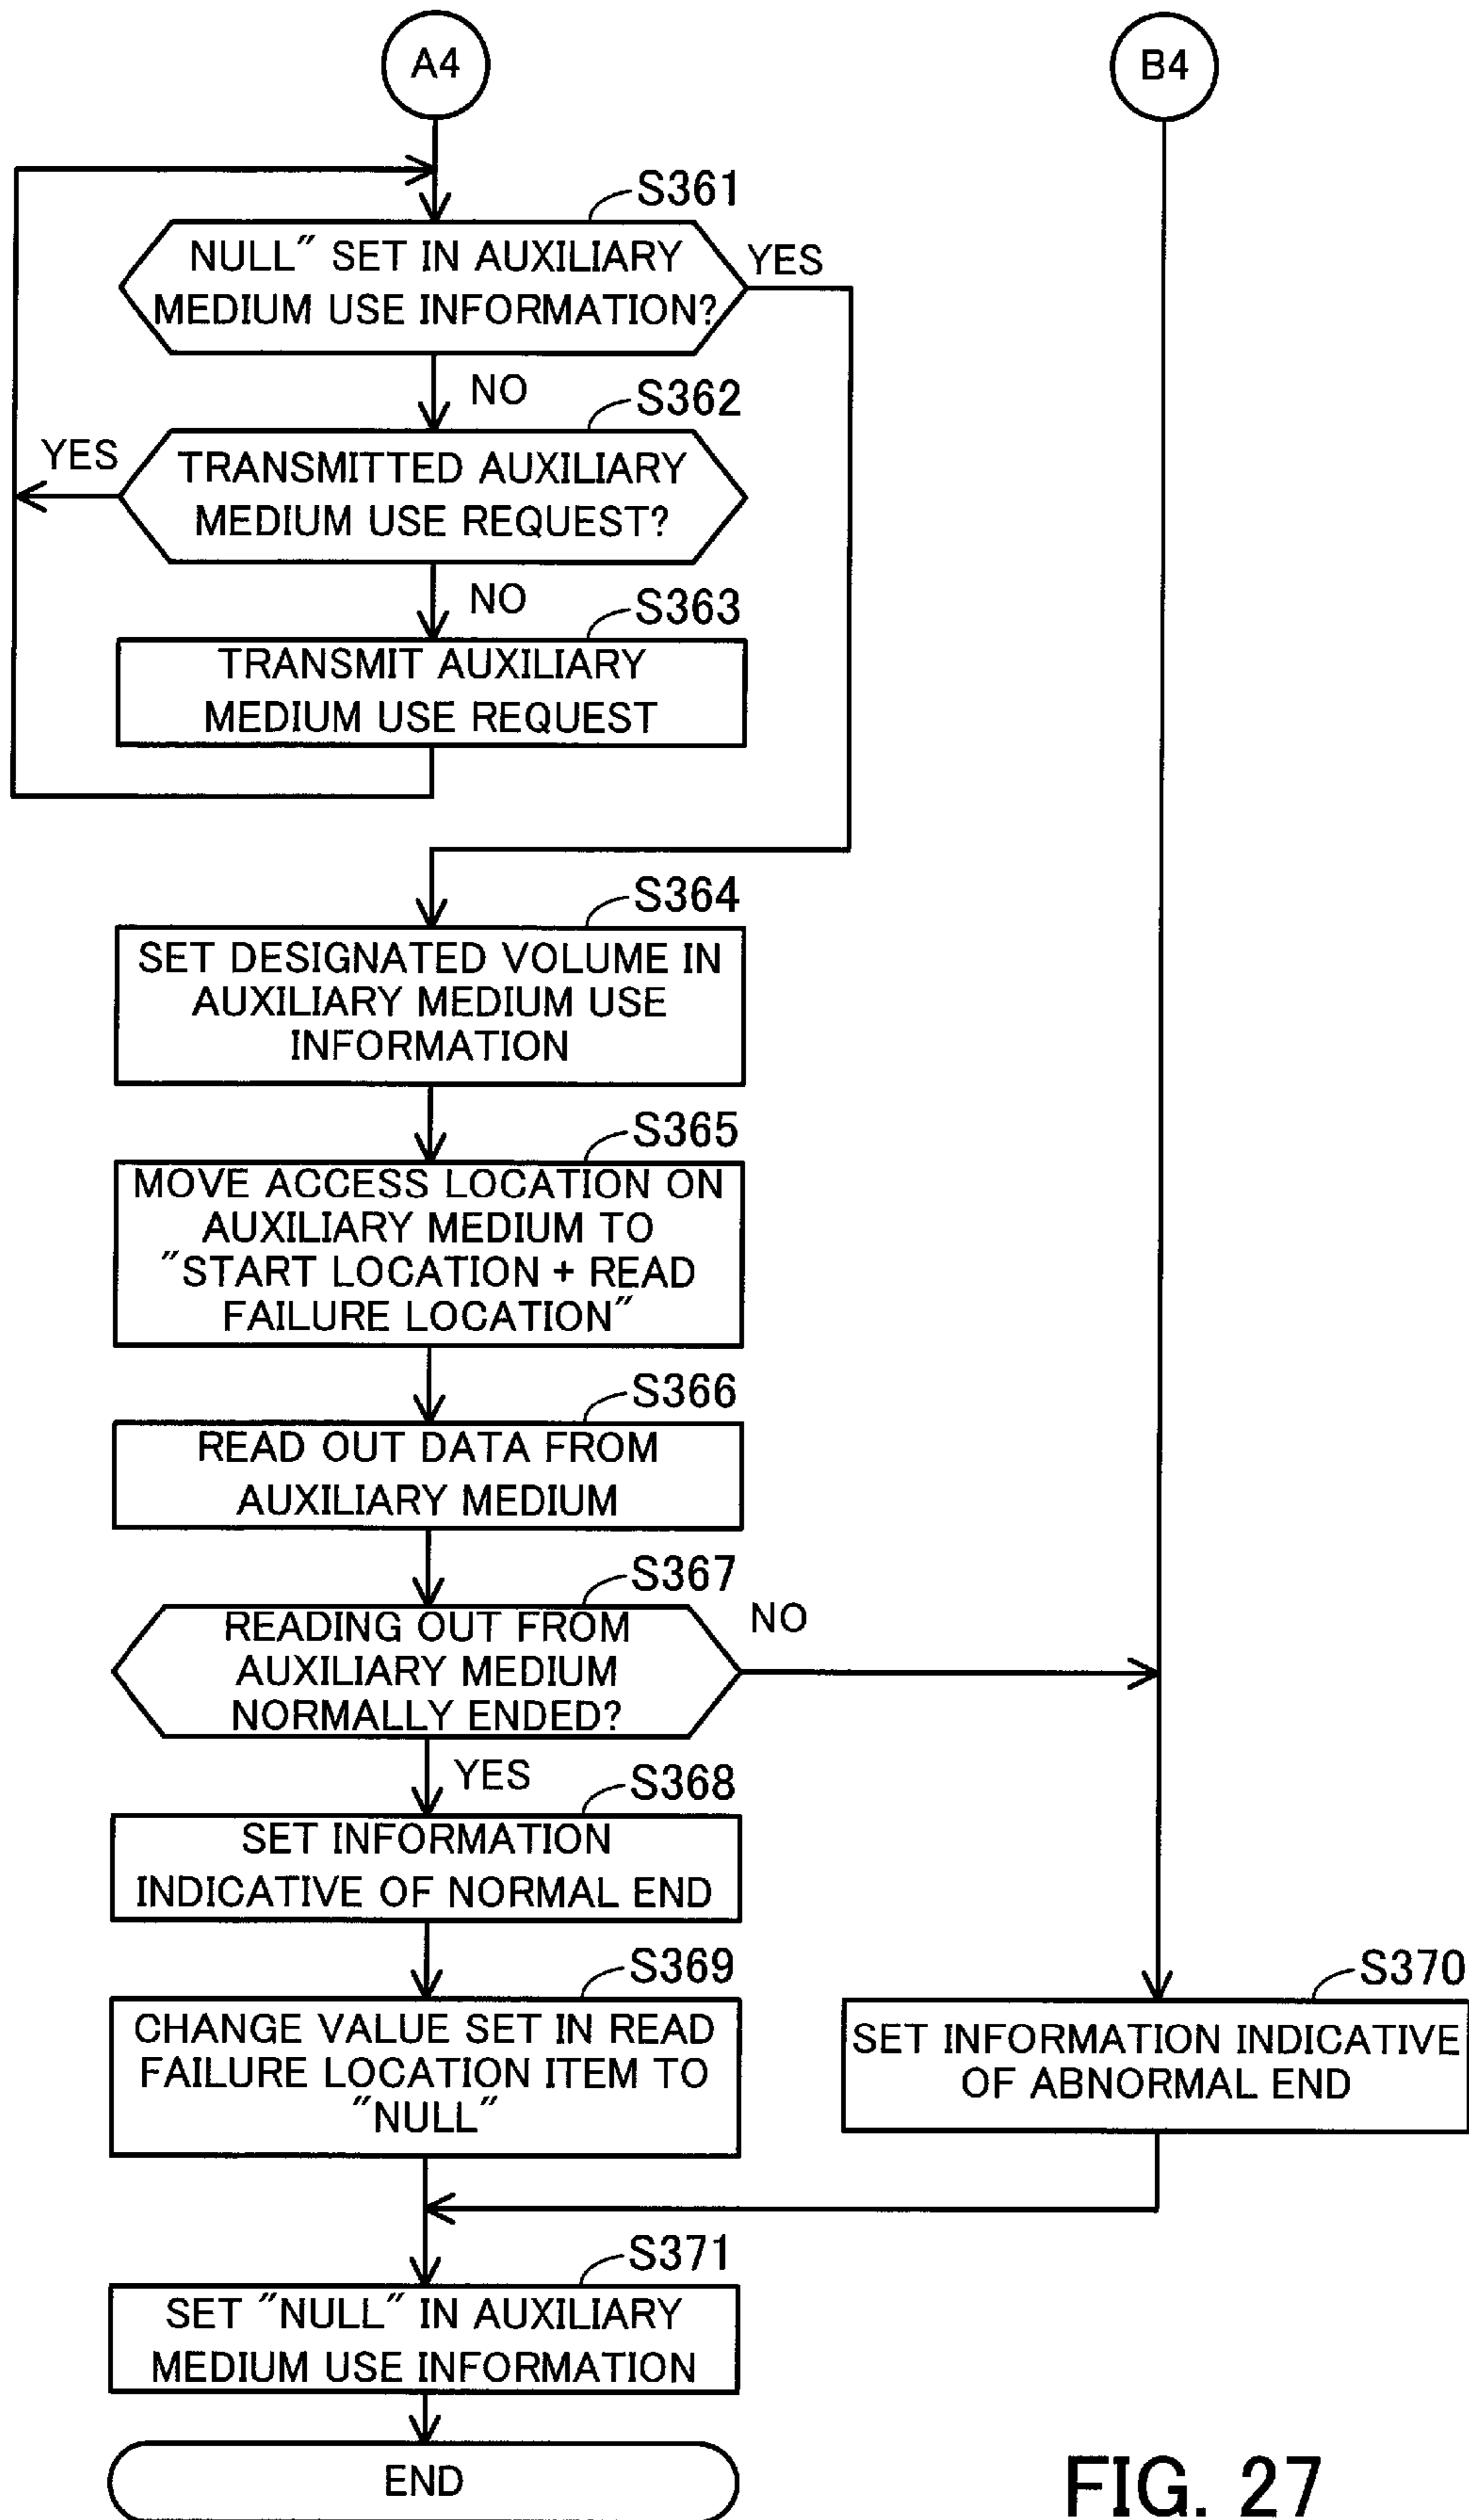 A4
B4
S361
NULL" SET IN AUXILIARY
MEDIUM USE INFORMATION?
YES
NO
S362
YES
TRANSMITTED AUXILIARY
MEDIUM USE REQUEST?
NO
S363
TRANSMIT AUXILIARY
MEDIUM USE REQUEST
S364
SET DESIGNATED VOLUME IN
AUXILIARY MEDIUM USE
INFORMATION
S365
MOVE ACCESS LOCATION ON
AUXILIARY MEDIUM TO
"START LOCATION + READ
FAILURE LOCATION"
S366
READ OUT DATA FROM
AUXILIARY MEDIUM
S367
READING OUT FROM
AUXILIARY MEDIUM
NORMALLY ENDED?
NO
YES
S368
SET INFORMATION
INDICATIVE OF NORMAL END
S369
CHANGE VALUE SET IN READ
FAILURE LOCATION ITEM TO
"NULL"
S370
SET INFORMATION INDICATIVE
OF ABNORMAL END
S371
SET "NULL" IN AUXILIARY
MEDIUM USE INFORMATION
END
FIG. 27